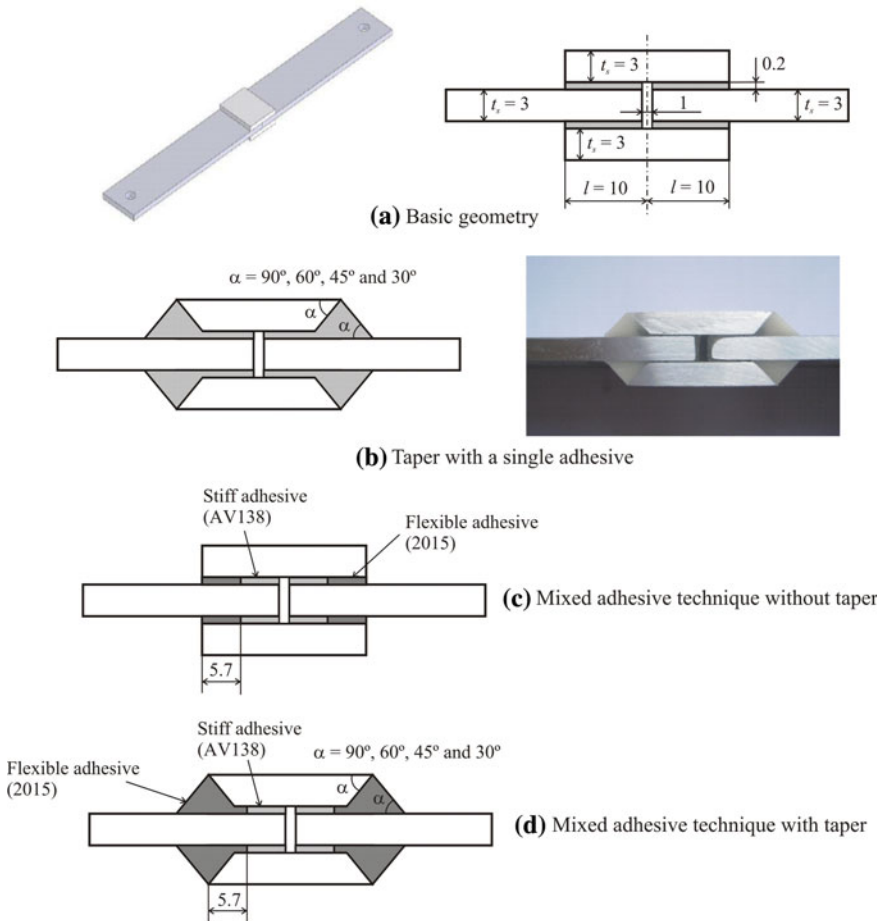 t_s = 3
0.2
t_s = 3
1
t_s = 3
t_s = 3
l = 10
l = 10
(a) Basic geometry
α = 90º, 60º, 45º and 30º
α
α
(b) Taper with a single adhesive
Stiff adhesive
(AV138)
Flexible adhesive
(2015)
(c) Mixed adhesive technique without taper
5.7
Stiff adhesive
(AV138)
α = 90º, 60º, 45º and 30º
Flexible adhesive
(2015)
α
α
(d) Mixed adhesive technique with taper
5.7